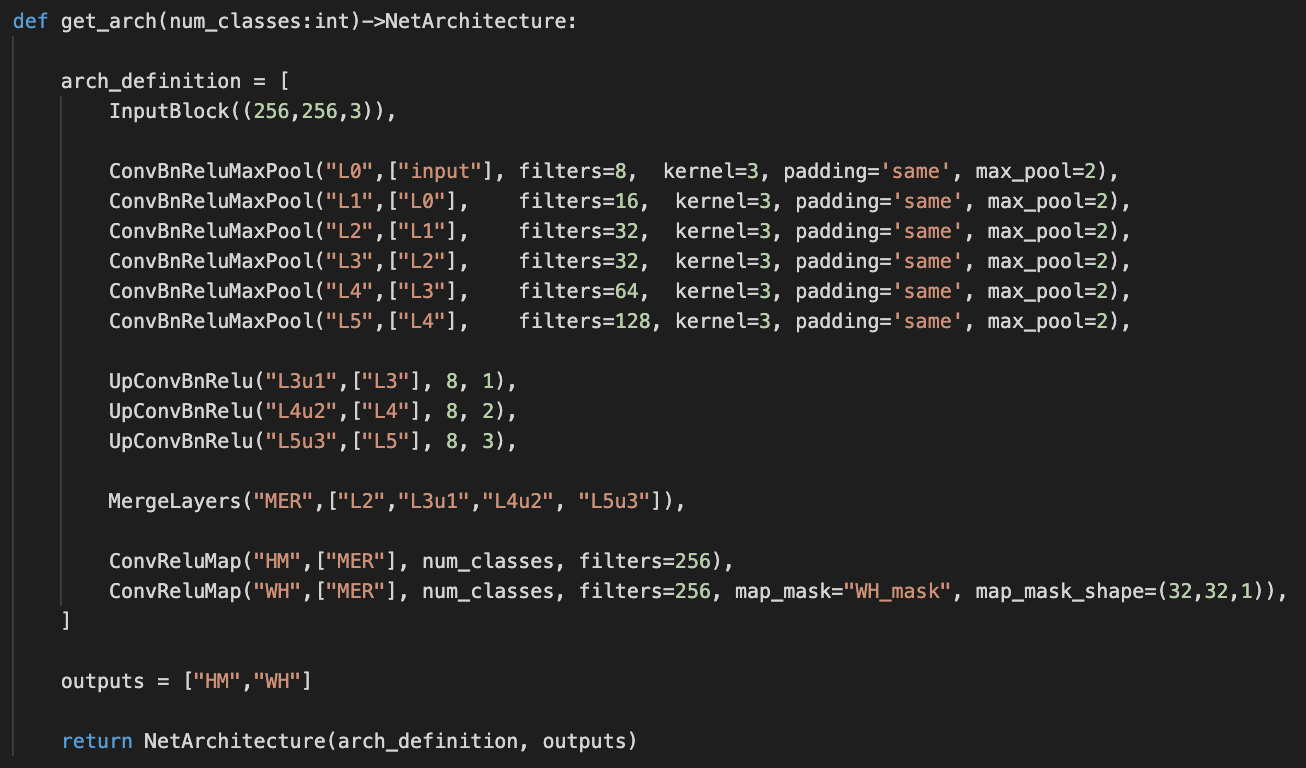 def get_arch(num_classes:int)->NetArchitecture:
    arch_definition = [
        InputBlock((256,256,3)),
        ConvBnReluMaxPool("L0",["input"], filters=8,  kernel=3, padding='same', max_pool=2),
        ConvBnReluMaxPool("L1",["L0"],    filters=16,  kernel=3, padding='same', max_pool=2),
        ConvBnReluMaxPool("L2",["L1"],    filters=32,  kernel=3, padding='same', max_pool=2),
        ConvBnReluMaxPool("L3",["L2"],    filters=32,  kernel=3, padding='same', max_pool=2),
        ConvBnReluMaxPool("L4",["L3"],    filters=64,  kernel=3, padding='same', max_pool=2),
        ConvBnReluMaxPool("L5",["L4"],    filters=128, kernel=3, padding='same', max_pool=2),
        UpConvBnRelu("L3u1",["L3"], 8, 1),
        UpConvBnRelu("L4u2",["L4"], 8, 2),
        UpConvBnRelu("L5u3",["L5"], 8, 3),
        MergeLayers("MER",["L2","L3u1","L4u2", "L5u3"]),
        ConvReluMap("HM",["MER"], num_classes, filters=256),
        ConvReluMap("WH",["MER"], num_classes, filters=256, map_mask="WH_mask", map_mask_shape=(32,32,1)),
    ]
    outputs = ["HM","WH"]
    return NetArchitecture(arch_definition, outputs)